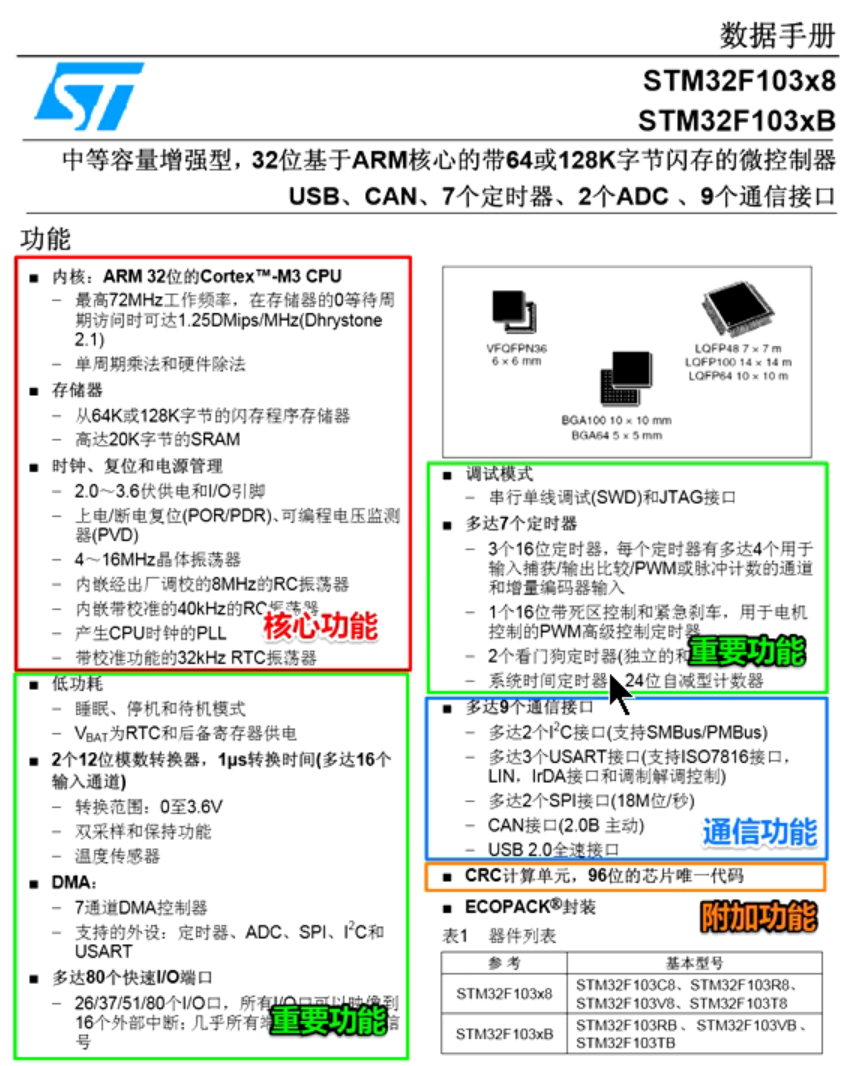 数据手册
ST
STM32F103x8
STM32F103xB
中等容量增强型，32位基于ARM核心的带64或128K字节闪存的微控制器
USB、CAN、7个定时器、2个ADC 、9个通信接口
功能
■ 内核：ARM 32位的Cortex™-M3 CPU
– 最高72MHz工作频率，在存储器的0等待周
期访问时可达1.25DMips/MHz(Dhrystone
2.1)
– 单周期乘法和硬件除法
■ 存储器
– 从64K或128K字节的闪存程序存储器
– 高达20K字节的SRAM
■ 时钟、复位和电源管理
– 2.0～3.6伏供电和I/O引脚
– 上电/断电复位(POR/PDR)、可编程电压监测
器(PVD)
– 4～16MHz晶体振荡器
– 内嵌经出厂调校的8MHz的RC振荡器
– 内嵌带校准的40kHz的RC振荡器
– 产生CPU时钟的PLL
– 带校准功能的32kHz RTC振荡器
核心功能
■ 低功耗
– 睡眠、停机和待机模式
– VBAT为RTC和后备寄存器供电
■ 2个12位模数转换器，1μs转换时间(多达16个
输入通道)
– 转换范围：0至3.6V
– 双采样和保持功能
– 温度传感器
■ DMA：
– 7通道DMA控制器
– 支持的外设：定时器、ADC、SPI、I²C和
USART
■ 多达80个快速I/O端口
– 26/37/51/80个I/O口，所有I/O口可以映像到
16个外部中断；几乎所有 信
号
重要功能
VFQFPN36
6 × 6 mm
LQFP48 7 × 7 m
LQFP100 14 × 14 m
LQFP64 10 × 10 m
BGA100 10 × 10 mm
BGA64 5 × 5 mm
■ 调试模式
– 串行单线调试(SWD)和JTAG接口
■ 多达7个定时器
– 3个16位定时器，每个定时器有多达4个用于
输入捕获/输出比较/PWM或脉冲计数的通道
和增量编码器输入
– 1个16位带死区控制和紧急刹车，用于电机
控制的PWM高级控制定时器
– 2个看门狗定时器(独立的和
– 系统时间定时器 24位自减型计数器
重要功能
■ 多达9个通信接口
– 多达2个I²C接口(支持SMBus/PMBus)
– 多达3个USART接口(支持ISO7816接口，
LIN，IrDA接口和调制解调控制)
– 多达2个SPI接口(18M位/秒)
– CAN接口(2.0B 主动)
– USB 2.0全速接口
通信功能
■ CRC计算单元，96位的芯片唯一代码
■ ECOPACK®封装
附加功能
表1 器件列表
参 考 基本型号
STM32F103x8 STM32F103C8、STM32F103R8、
STM32F103V8、STM32F103T8
STM32F103xB STM32F103RB 、STM32F103VB、
STM32F103TB